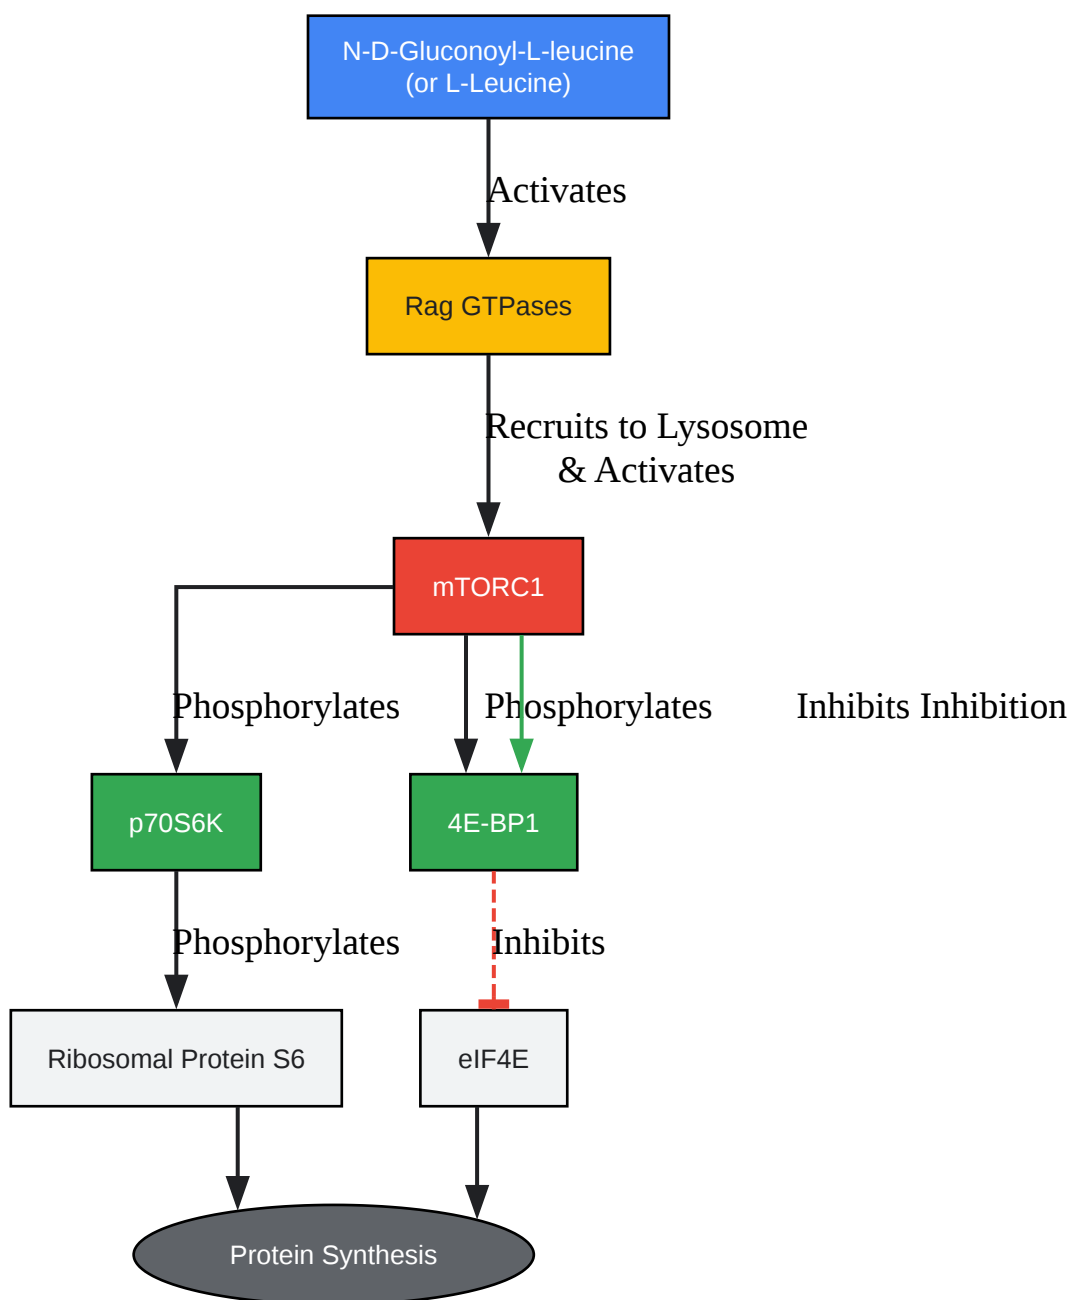 N-D-Gluconoyl-L-leucine
(or L-Leucine)
Activates
Rag GTPases
Recruits to Lysosome
& Activates
mTORC1
Phosphorylates
Phosphorylates
Inhibits Inhibition
p70S6K
4E-BP1
Phosphorylates
Inhibits
Ribosomal Protein S6
eIF4E
Protein Synthesis